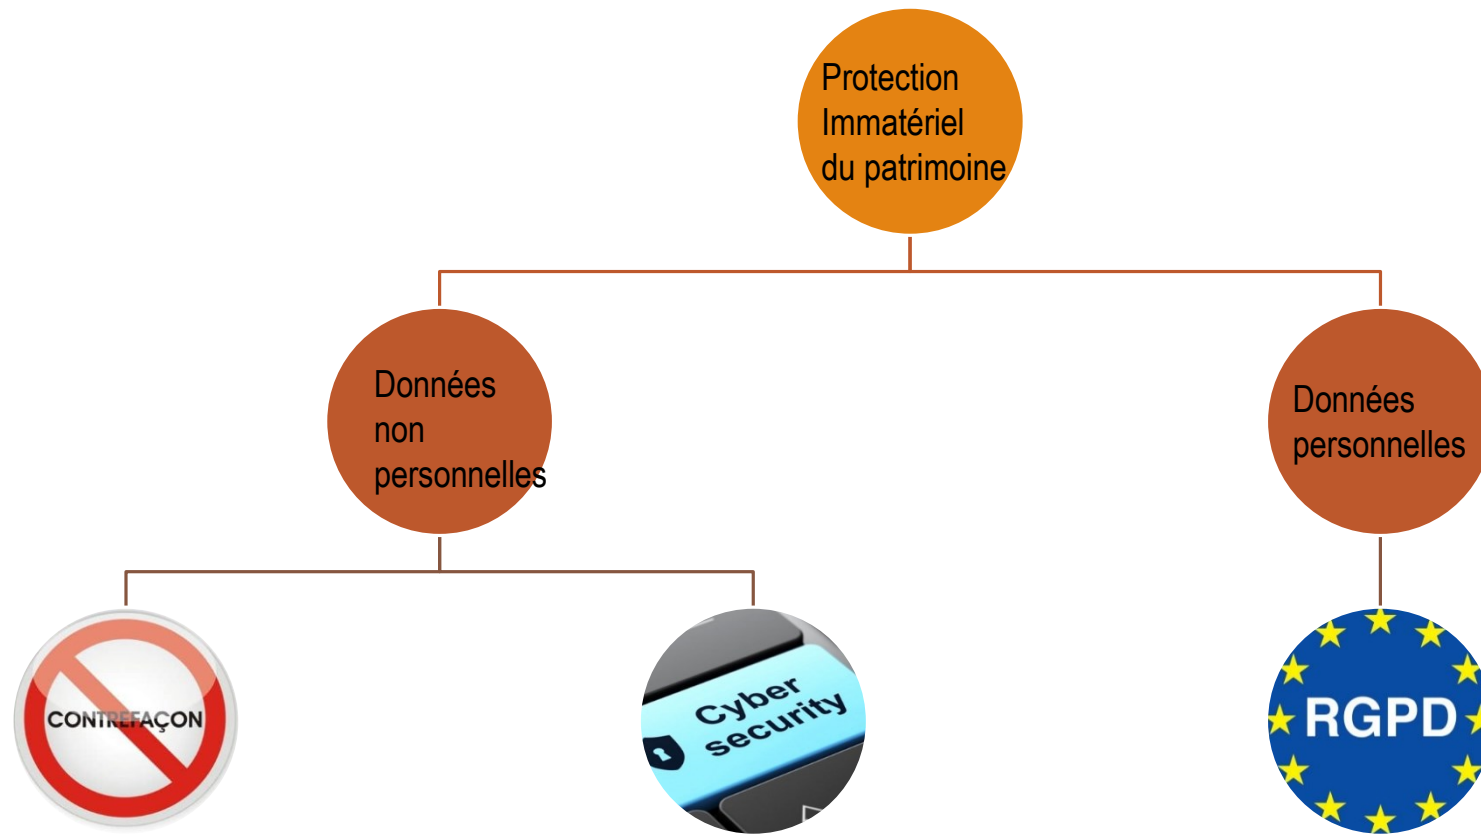 Protection
Immatériel
du patrimoine
Données
non
personnelles
Données
personnelles
CONTREFAÇON
Cyber
security
RGPD